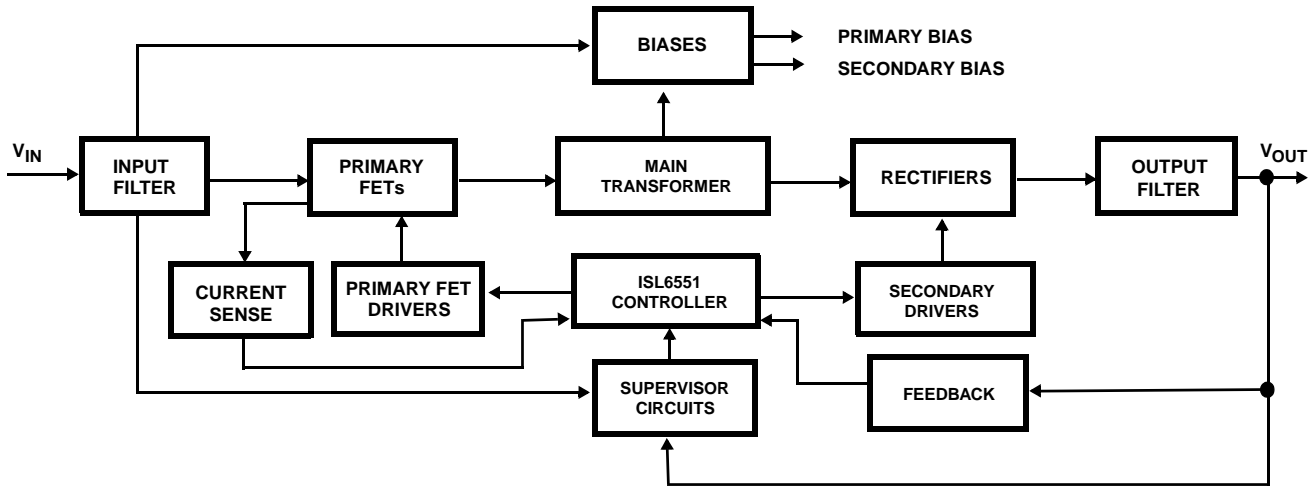 BIASES
PRIMARY BIAS
SECONDARY BIAS
VIN
INPUT
FILTER
PRIMARY
FETs
MAIN
TRANSFORMER
RECTIFIERS
OUTPUT
FILTER
VOUT
CURRENT
SENSE
PRIMARY FET
DRIVERS
ISL6551
CONTROLLER
SECONDARY
DRIVERS
SUPERVISOR
CIRCUITS
FEEDBACK